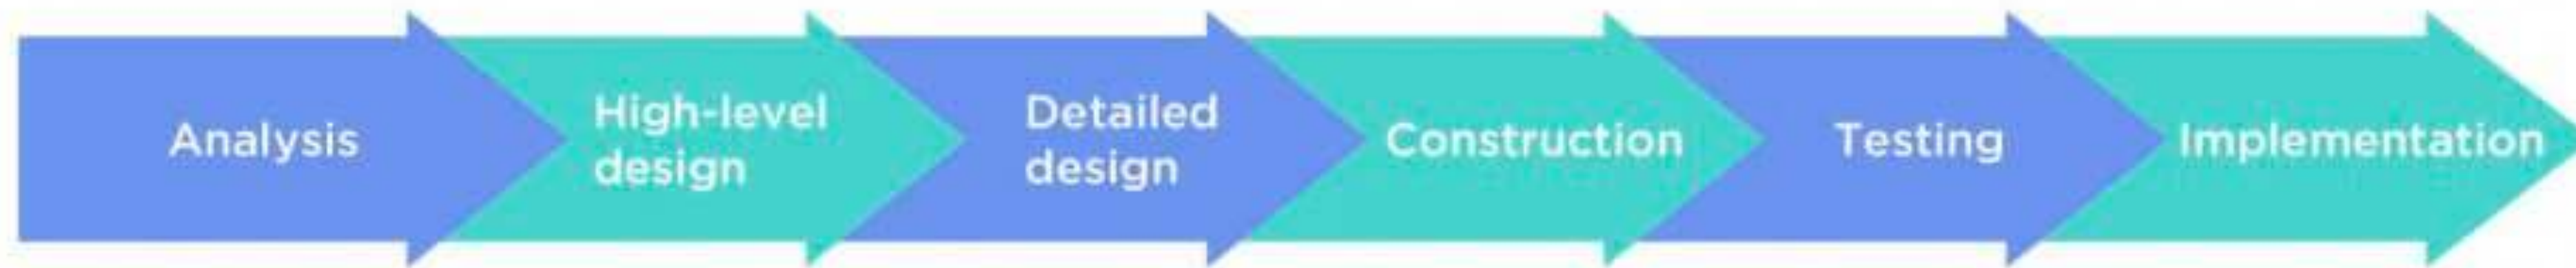 Analysis
High-level
design
Detailed
design
Construction
Testing
Implementation